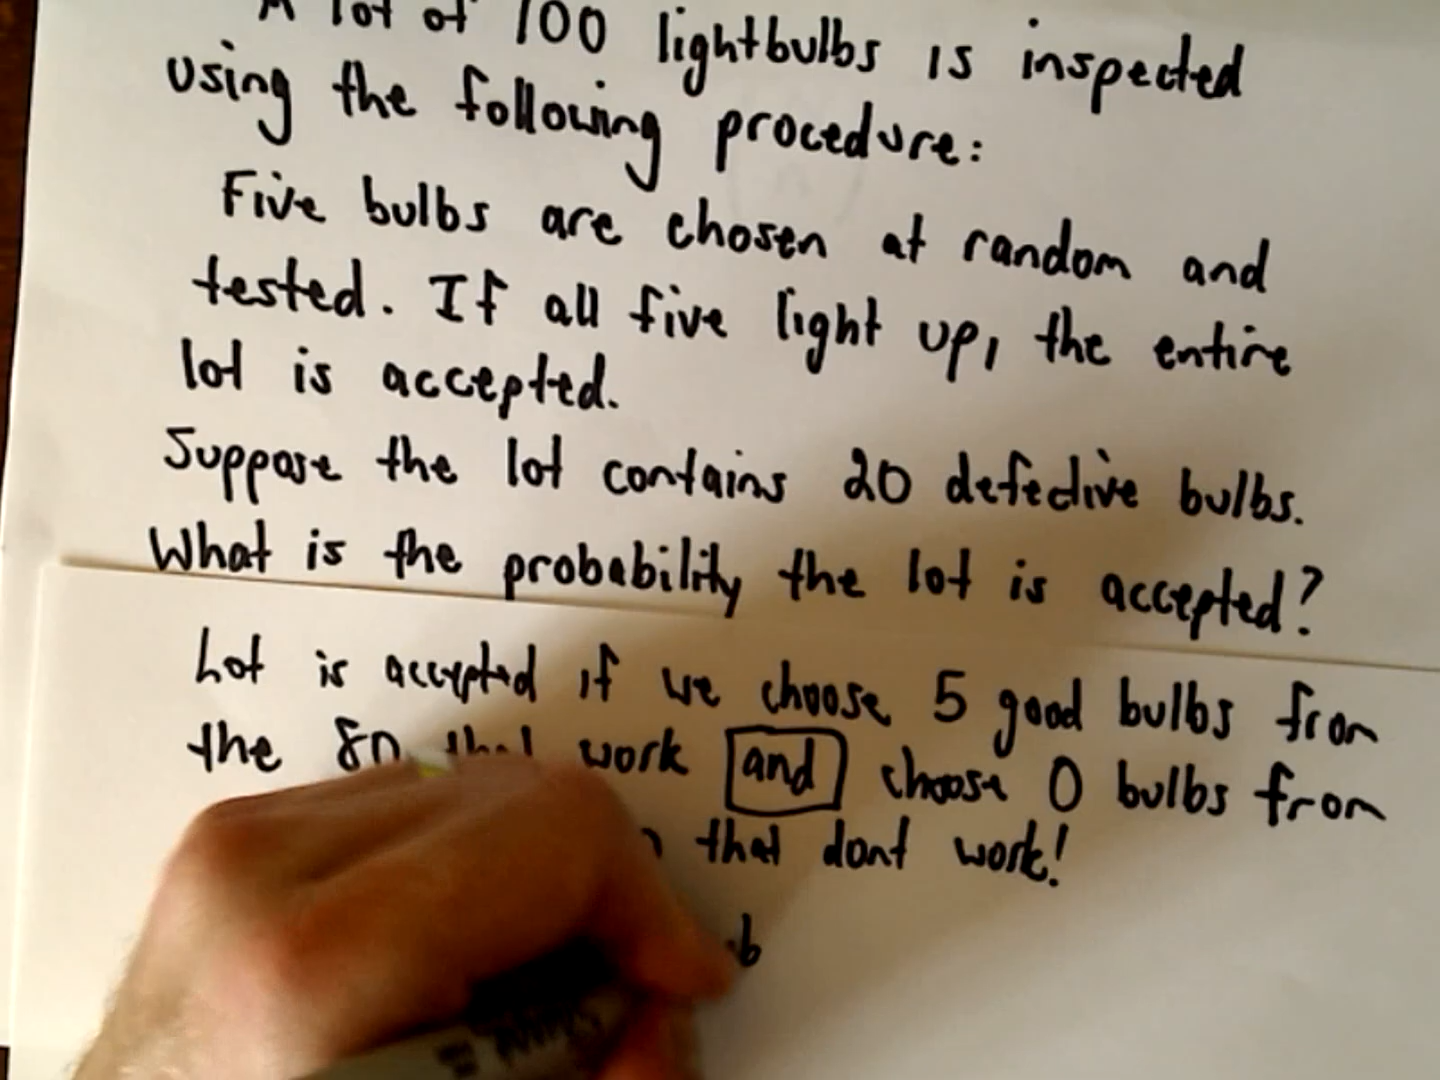 A lot of 100 lightbulbs is inspected
using the following procedure:
Five bulbs are chosen at random and
tested. If all five light up, the entire
lot is accepted.
Suppose the lot contains 20 defective bulbs.
What is the probability the lot is accepted?
Lot is accepted if we choose 5 good bulbs from
the 80 that work and choose 0 bulbs from
that dont work!